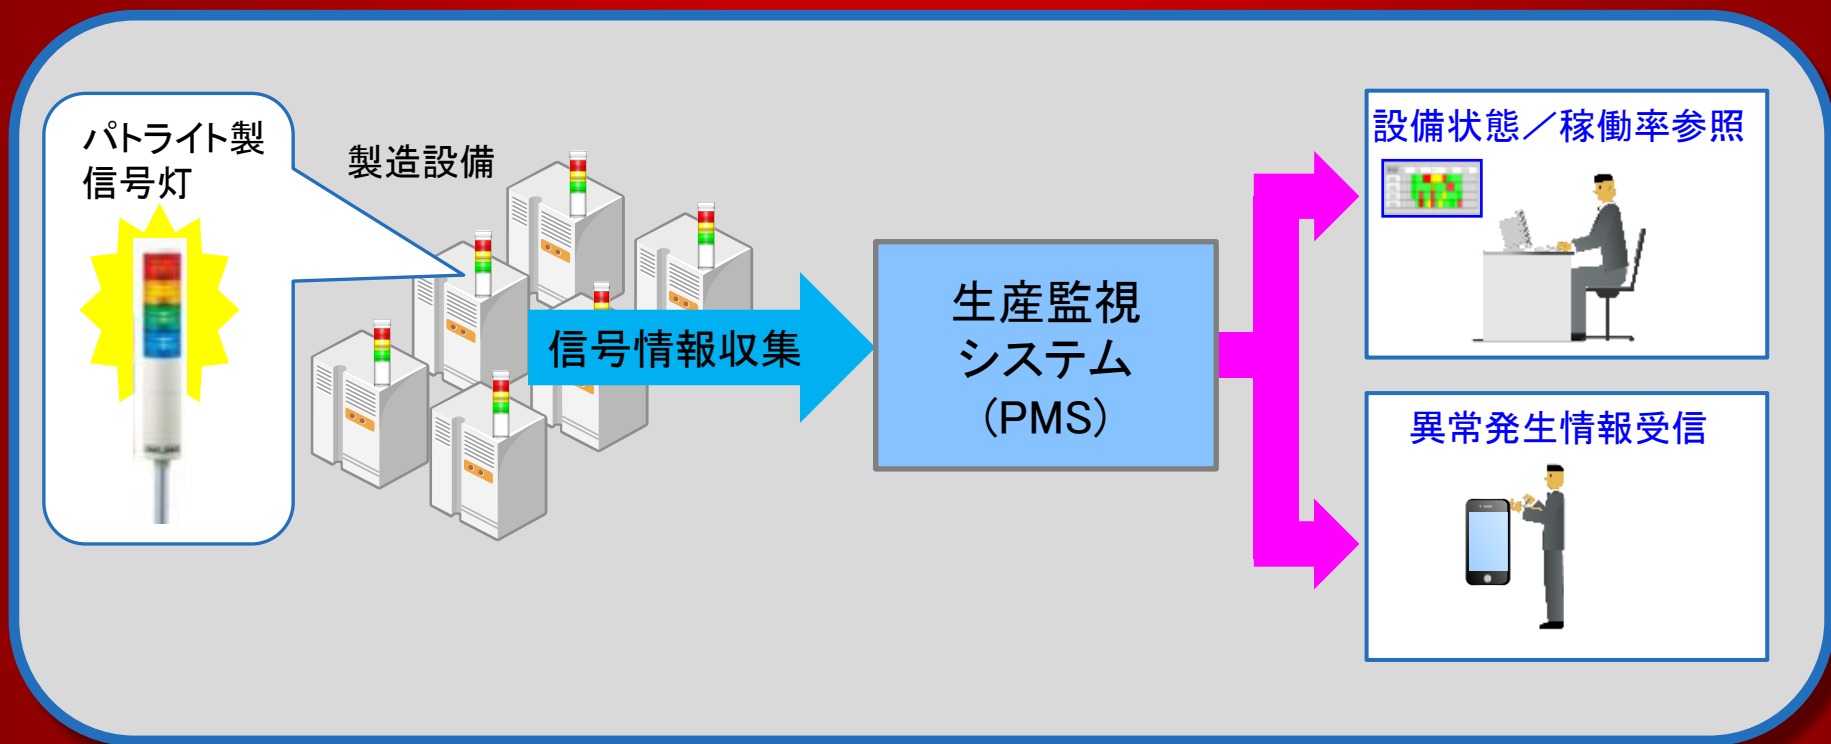 パトライト製
信号灯
製造設備
信号情報収集
生産監視
システム
(PMS)
設備状態／稼働率参照
異常発生情報受信